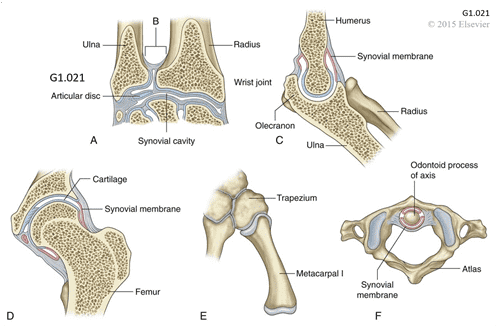 B
Ulna
Radius
G1.021
Wrist joint
Articular disc
A
Synovial cavity
G1.021
© 2015 Elsevier
Humerus
Synovial membrane
Radius
Olecranon
C
Ulna
Cartilage
Synovial membrane
Femur
D
Trapezium
Metacarpal I
E
Odontoid process
of axis
Atlas
Synovial
membrane
F